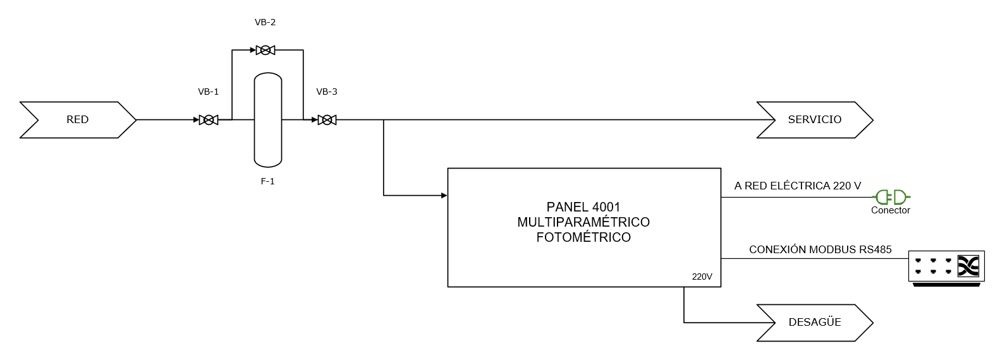 VB-2
VB-1
VB-3
RED
SERVICIO
F-1
A RED ELÉCTRICA 220 V
Conector
PANEL 4001
MULTIPARAMÉTRICO
FOTOMÉTRICO
CONEXIÓN MODBUS RS485
220V
DESAGÜE